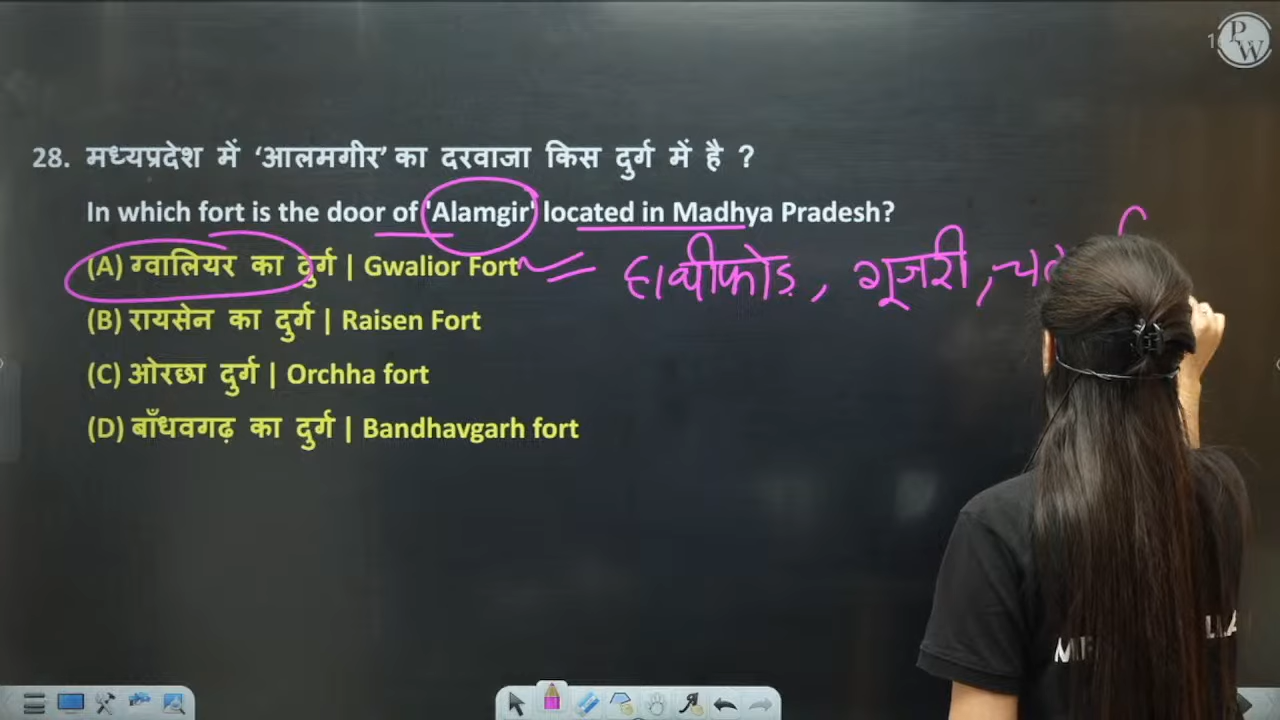 PW
28. मध्यप्रदेश में ‘आलमगीर’ का दरवाजा किस दुर्ग में है ?
In which fort is the door of 'Alamgir' located in Madhya Pradesh?
(A) ग्वालियर का दुर्ग | Gwalior Fort हाथीफोड़, गूजरी,
(B) रायसेन का दुर्ग | Raisen Fort
(C) ओरछा दुर्ग | Orchha fort
(D) बाँधवगढ़ का दुर्ग | Bandhavgarh fort